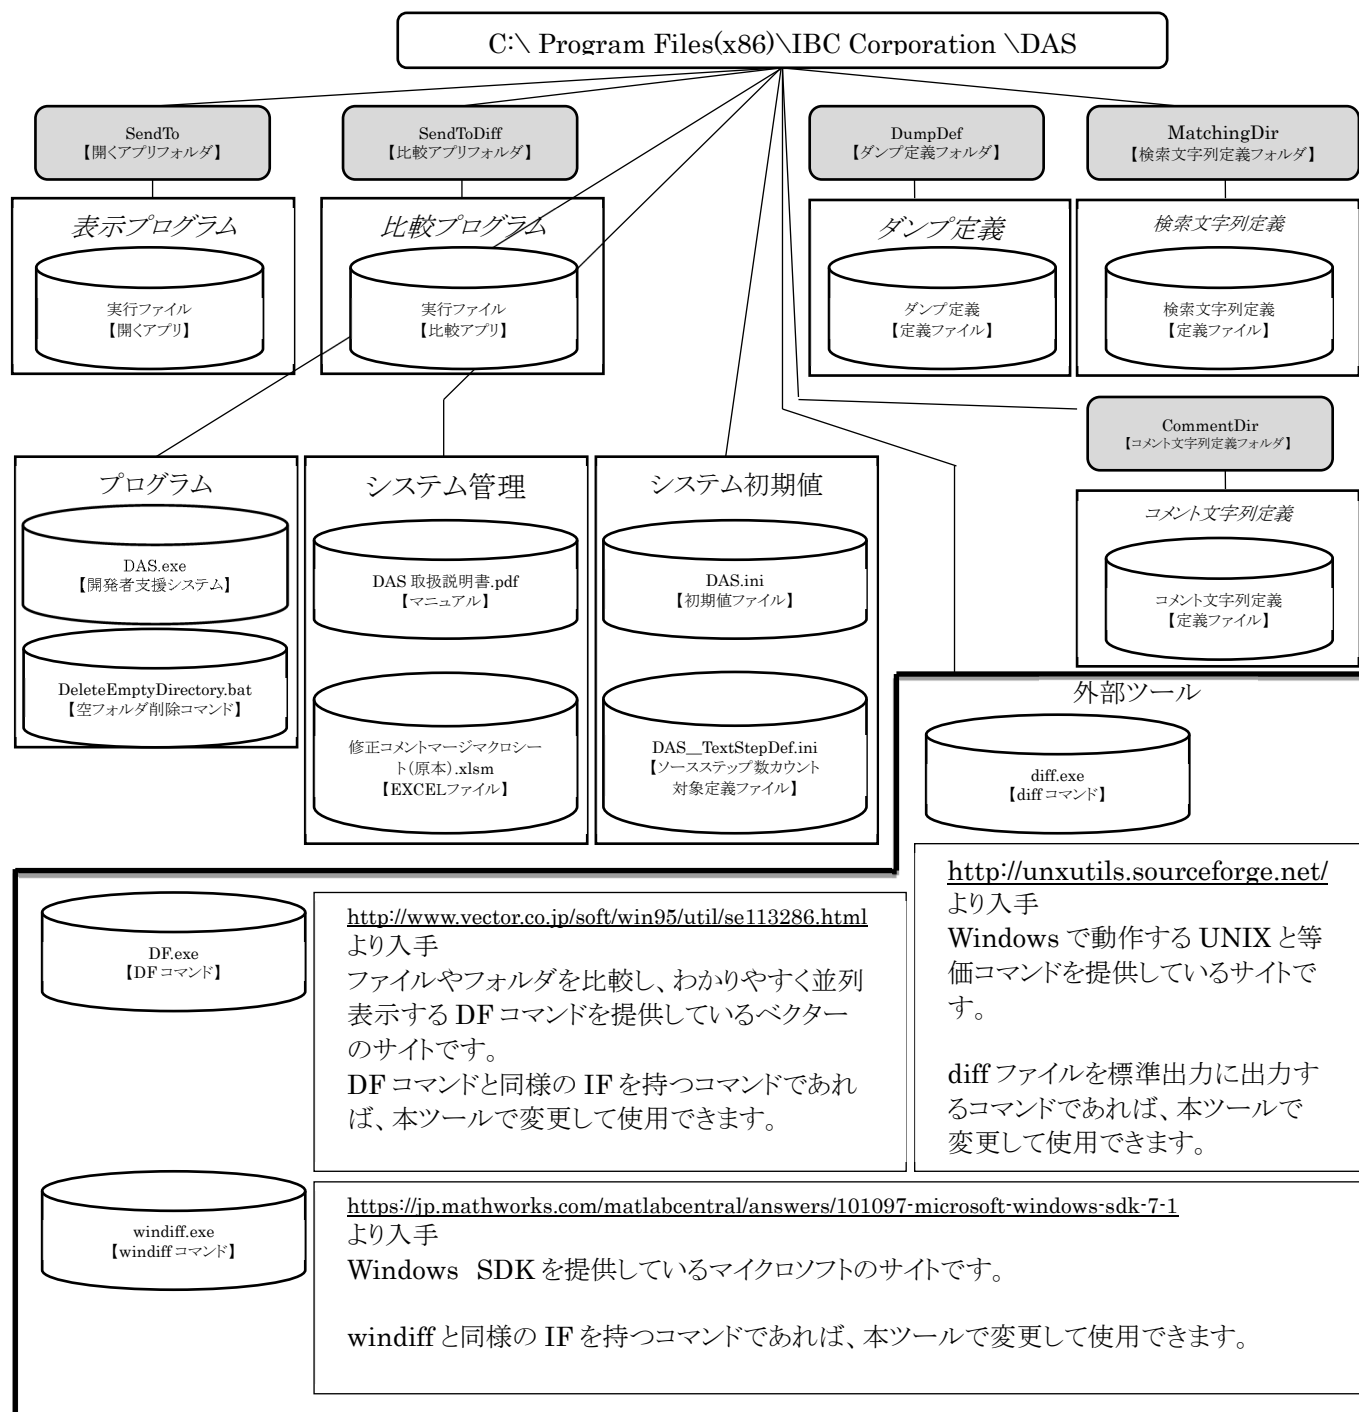 C:\ Program Files(x86)\IBC Corporation \DAS
SendTo
【開くアプリフォルダ】
SendToDiff
【比較アプリフォルダ】
DumpDef
【ダンプ定義フォルダ】
MatchingDir
【検索文字列定義フォルダ】
表示プログラム
実行ファイル
【開くアプリ】
比較プログラム
実行ファイル
【比較アプリ】
ダンプ定義
ダンプ定義
【定義ファイル】
検索文字列定義
検索文字列定義
【定義ファイル】
CommentDir
【コメント文字列定義フォルダ】
コメント文字列定義
コメント文字列定義
【定義ファイル】
プログラム
DAS.exe
【開発者支援システム】
DeleteEmptyDirectory.bat
【空フォルダ削除コマンド】
システム管理
DAS 取扱説明書.pdf
【マニュアル】
修正コメントマージマクロシー
ト(原本).xlsm
【EXCELファイル】
システム初期値
DAS.ini
【初期値ファイル】
DAS__TextStepDef.ini
【ソースステップ数カウント
対象定義ファイル】
外部ツール
diff.exe
【diff コマンド】
http://unxutils.sourceforge.net/
より入手
Windows で動作する UNIX と等
価コマンドを提供しているサイトで
す。
diff ファイルを標準出力に出力す
るコマンドであれば、本ツールで
変更して使用できます。
DF.exe
【DF コマンド】
http://www.vector.co.jp/soft/win95/util/se113286.html
より入手
ファイルやフォルダを比較し、わかりやすく並列
表示する DF コマンドを提供しているベクター
のサイトです。
DF コマンドと同様の IF を持つコマンドであれ
ば、本ツールで変更して使用できます。
windiff.exe
【windiff コマンド】
https://jp.mathworks.com/matlabcentral/answers/101097-microsoft-windows-sdk-7-1
より入手
Windows　SDK を提供しているマイクロソフトのサイトです。
windiff と同様の IF を持つコマンドであれば、本ツールで変更して使用できます。